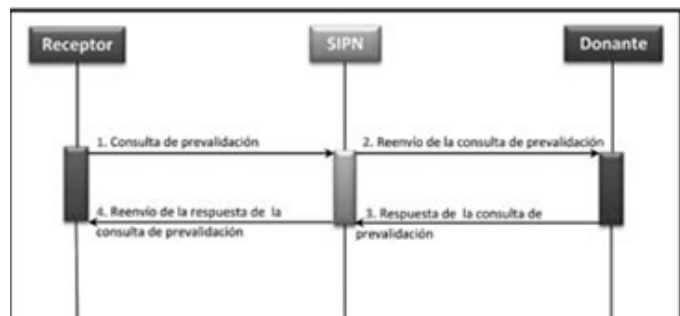 Receptor
SIPN
Donante
1. Consulta de prevalidación
2. Reenvío de la consulta de prevalidación
4. Reenvío de la respuesta de la
consulta de prevalidación
3. Respuesta de la consulta de
prevalidación